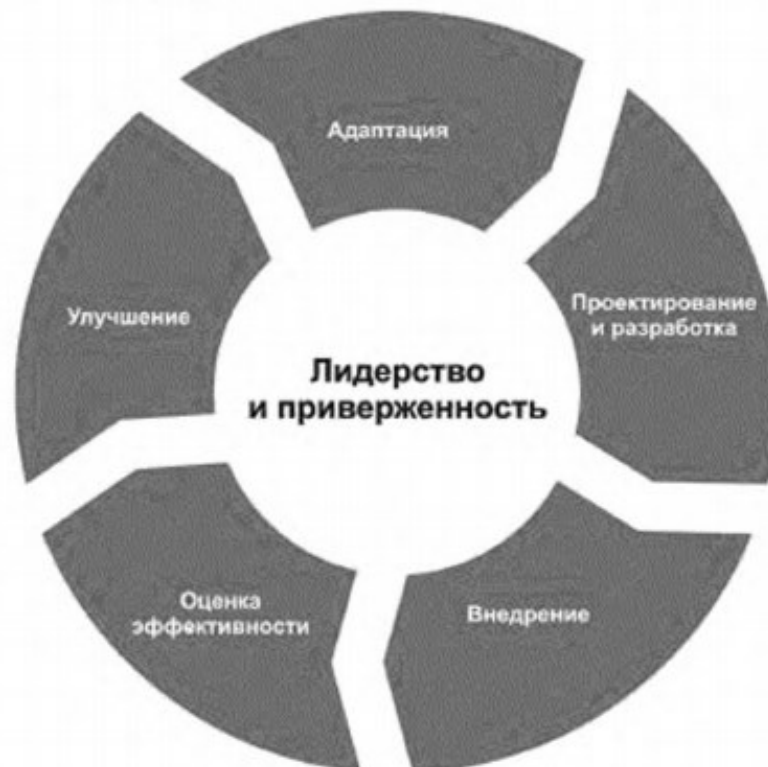 Адаптация
Проектирование
и разработка
Внедрение
Оценка
эффективности
Улучшение
Лидерство
и приверженность